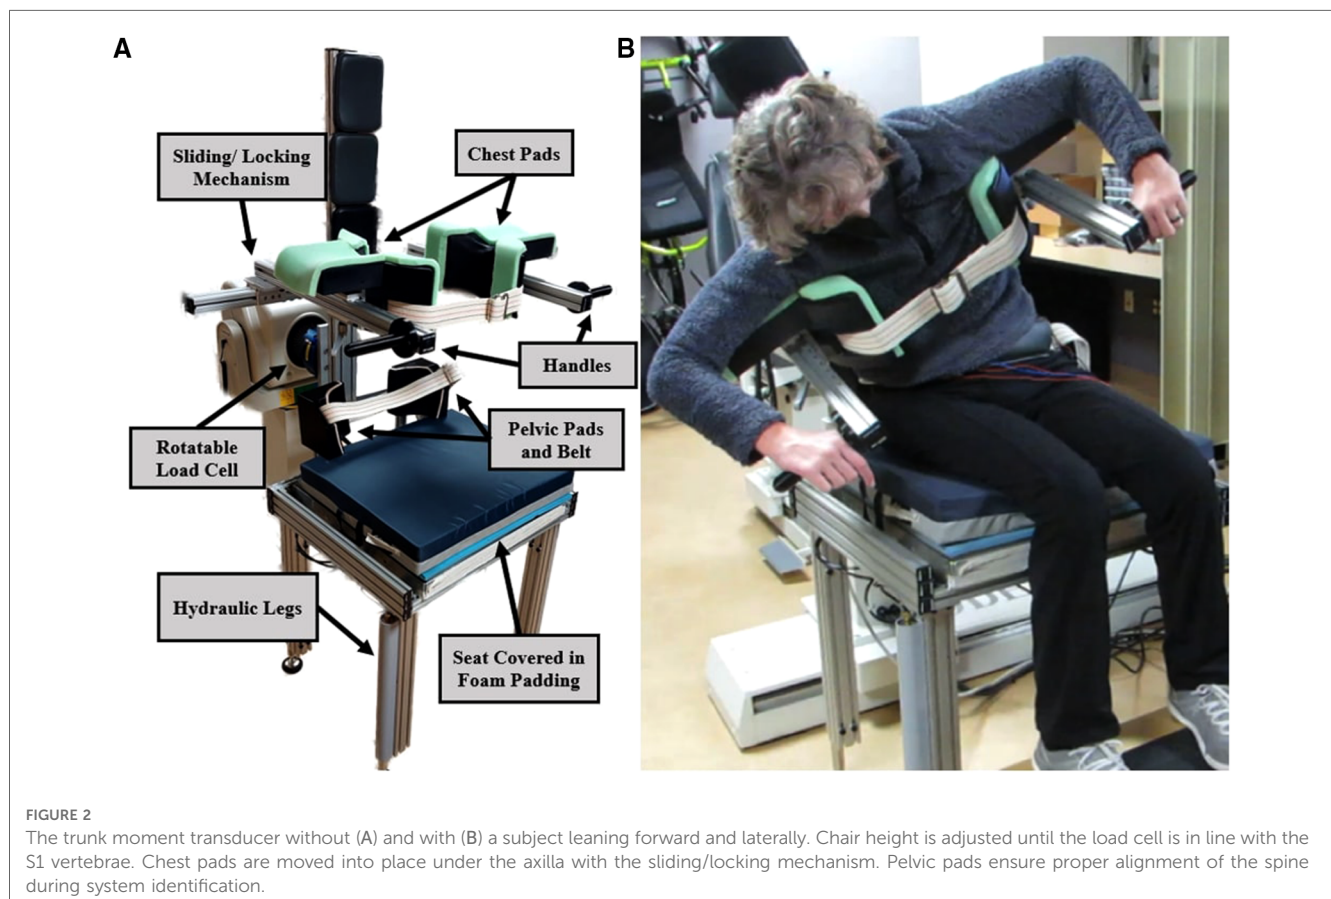 A
B
Sliding/ Locking
Mechanism
Chest Pads
Handles
Rotatable
Load Cell
Pelvic Pads
and Belt
Hydraulic Legs
Seat Covered in
Foam Padding
FIGURE 2
The trunk moment transducer without (A) and with (B) a subject leaning forward and laterally. Chair height is adjusted until the load cell is in line with the
S1 vertebrae. Chest pads are moved into place under the axilla with the sliding/locking mechanism. Pelvic pads ensure proper alignment of the spine
during system identification.